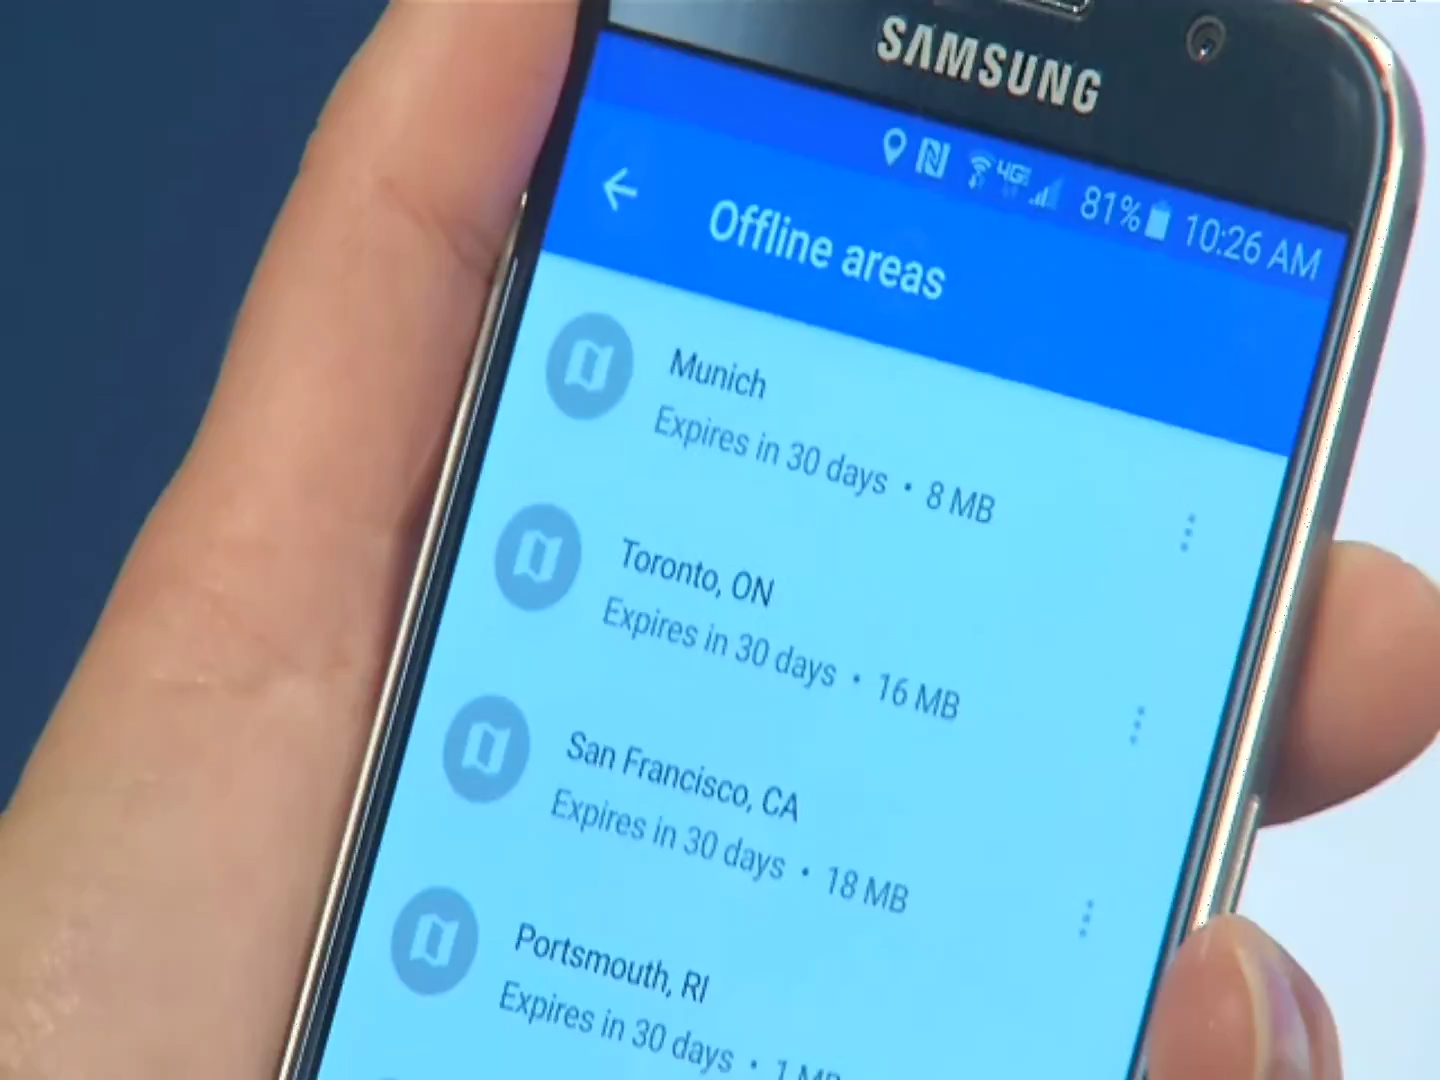 SAMSUNG
4G 81% 10:26 AM
Offline areas
Munich
Expires in 30 days • 8 MB
Toronto, ON
Expires in 30 days • 16 MB
San Francisco, CA
Expires in 30 days • 18 MB
Portsmouth, RI
Expires in 30 days • 1 MB